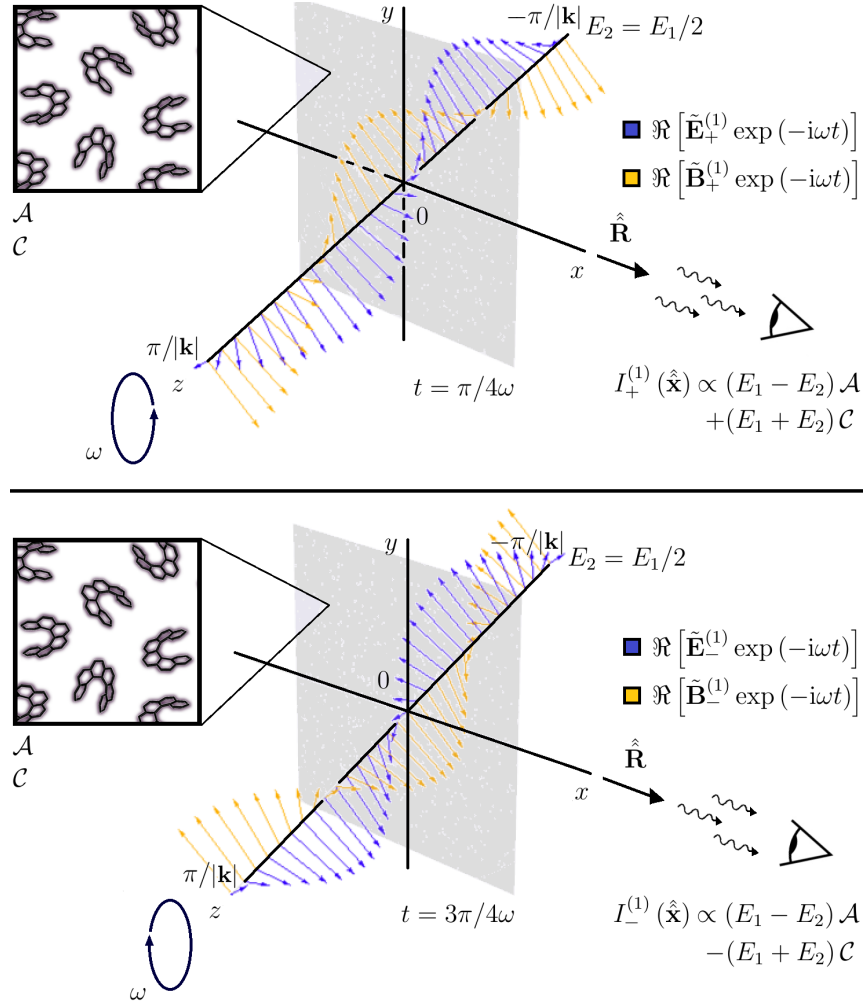 y
−π/|k|
E₂ = E₁/2
ℜ[Ẽ₊⁽¹⁾ exp (−iωt)]
ℜ[B̃₊⁽¹⁾ exp (−iωt)]
𝒜
𝒞
0
R̂̂
x
π/|k|
z
t = π/4ω
I₊⁽¹⁾ (x̂̂) ∝ (E₁ − E₂) 𝒜
+(E₁ + E₂) 𝒞
ω
y
−π/|k|
E₂ = E₁/2
ℜ[Ẽ₋⁽¹⁾ exp (−iωt)]
ℜ[B̃₋⁽¹⁾ exp (−iωt)]
0
𝒜
𝒞
R̂̂
x
π/|k|
z
t = 3π/4ω
I₋⁽¹⁾ (x̂̂) ∝ (E₁ − E₂) 𝒜
−(E₁ + E₂) 𝒞
ω